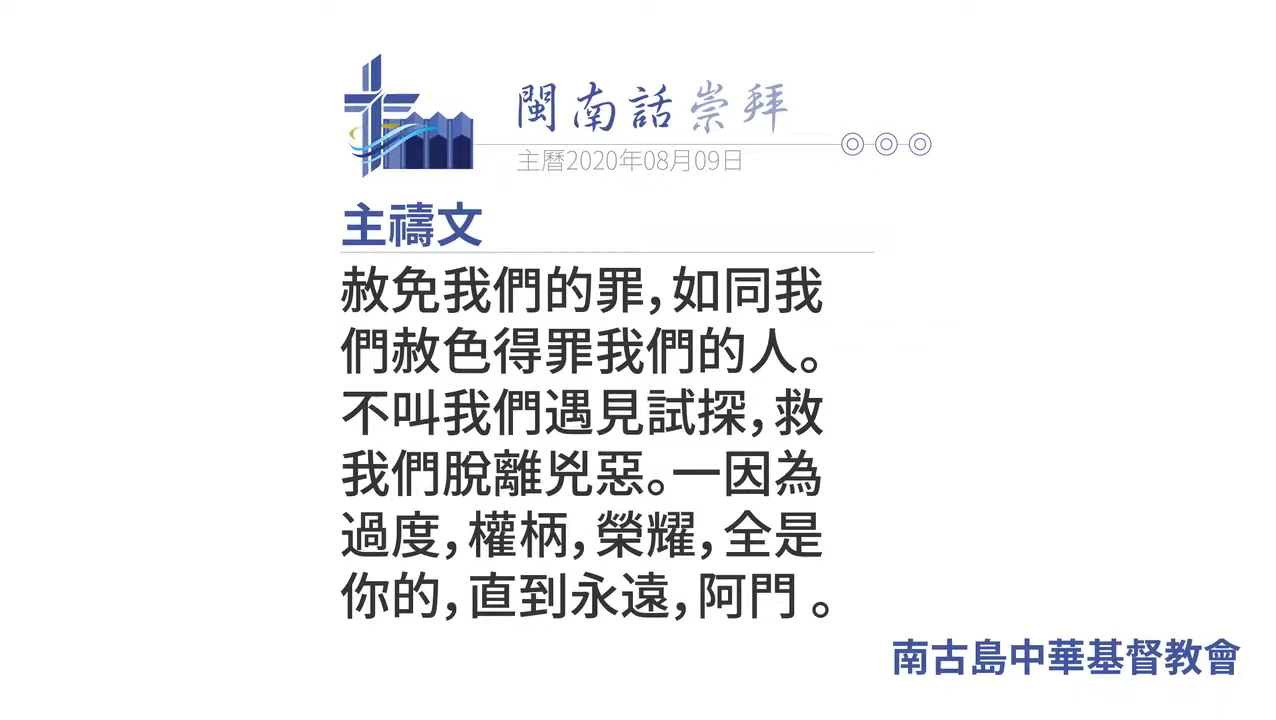 閩南話崇拜
主曆2020年08月09日
主禱文
赦免我們的罪，如同我
們赦色得罪我們的人。
不叫我們遇見試探，救
我們脫離兇惡。一因為
過度，權柄，榮耀，全是
你的，直到永遠，阿門 。
南古島中華基督教會